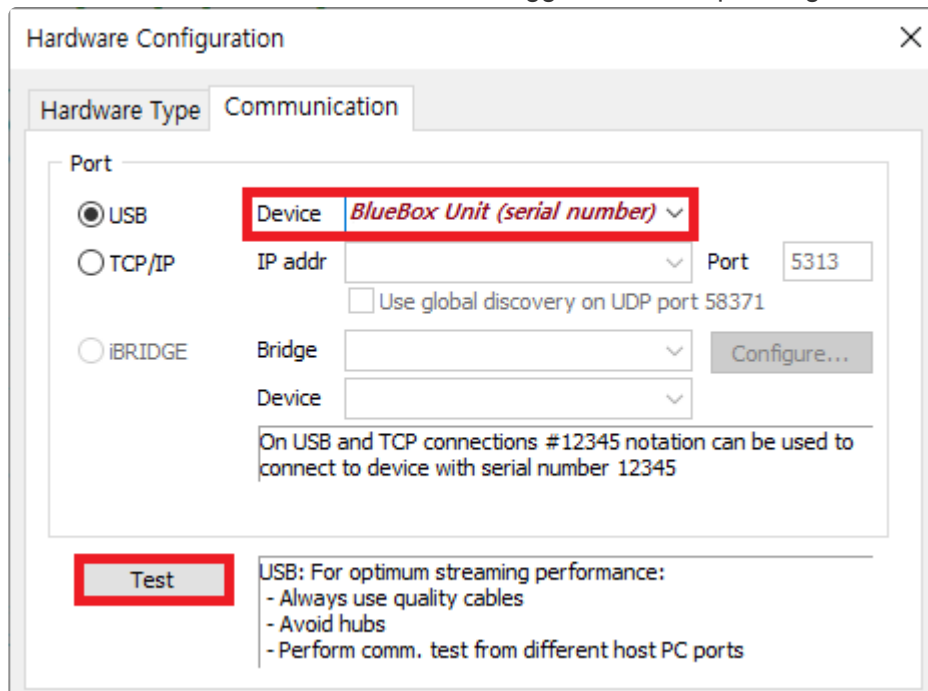 Hardware Configuration
Hardware Type Communication
Port
USB Device BlueBox Unit (serial number)
TCP/IP IP addr Port 5313
Use global discovery on UDP port 58371
iBRIDGE Bridge Configure...
Device
On USB and TCP connections #12345 notation can be used to
connect to device with serial number 12345
Test
USB: For optimum streaming performance:
- Always use quality cables
- Avoid hubs
- Perform comm. test from different host PC ports